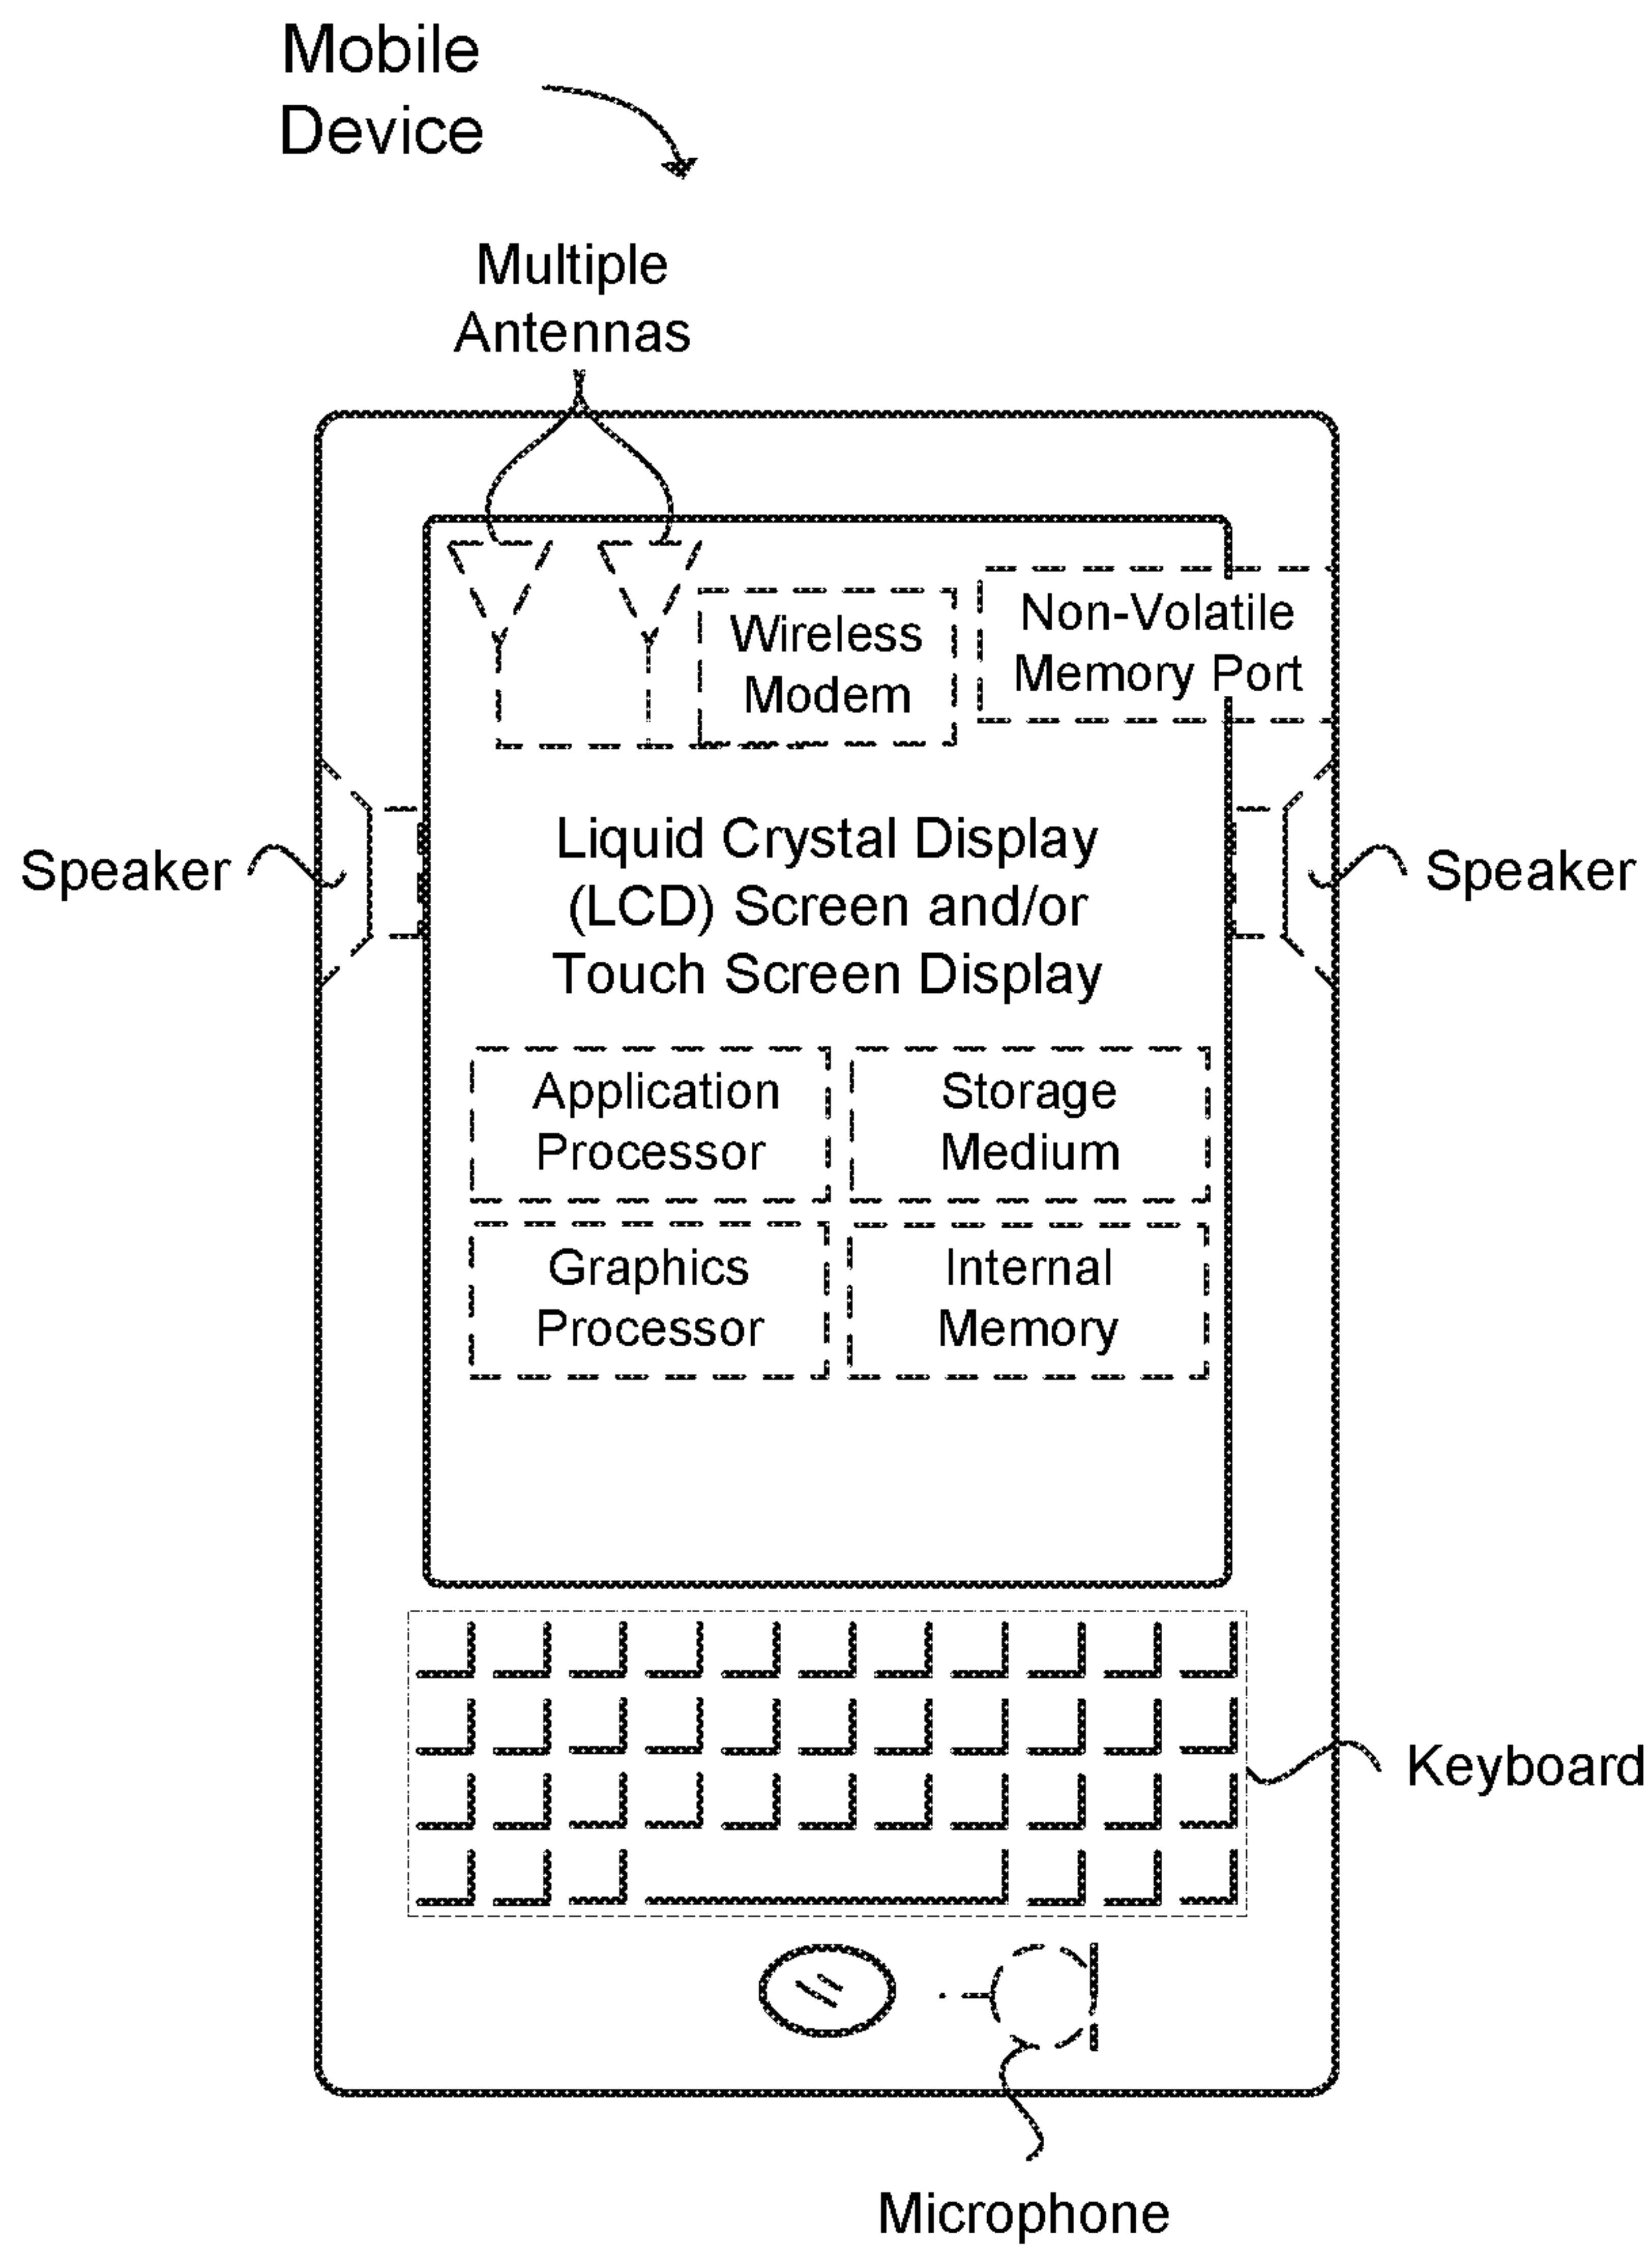 Mobile
Device
Multiple
Antennas
Wireless
Modem
Non-Volatile
Memory Port
Speaker
Liquid Crystal Display
(LCD) Screen and/or
Touch Screen Display
Speaker
Application
Processor
Storage
Medium
Graphics
Processor
Internal
Memory
Keyboard
Microphone